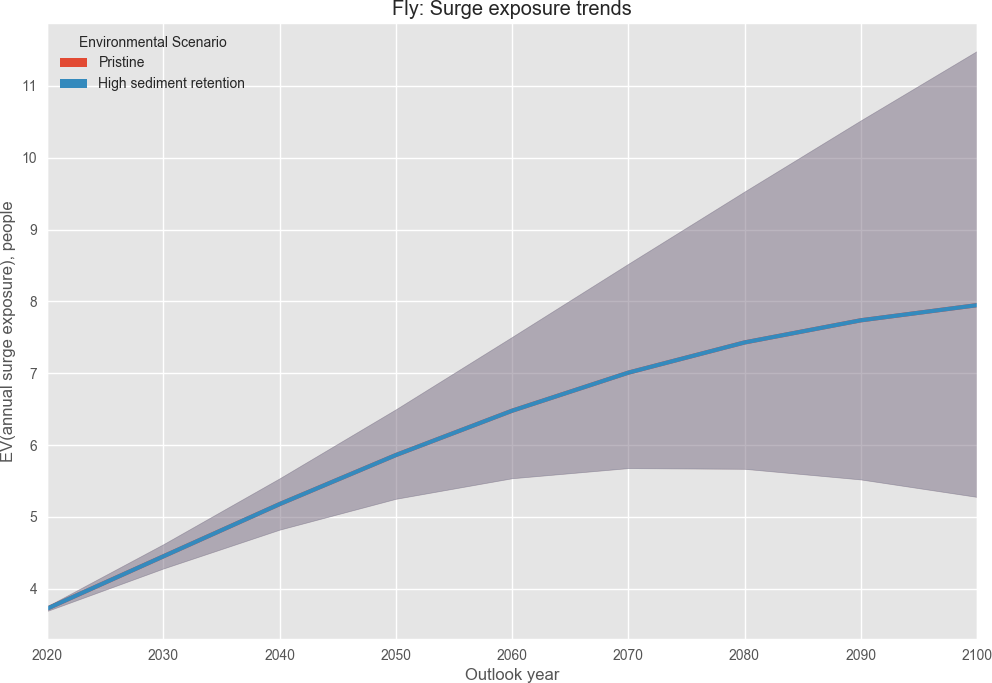 Fly: Surge exposure trends
Environmental Scenario
Pristine
High sediment retention
EV(annual surge exposure), people
11
10
9
8
7
6
5
4
2020 2030 2040 2050 2060 2070 2080 2090 2100
Outlook year